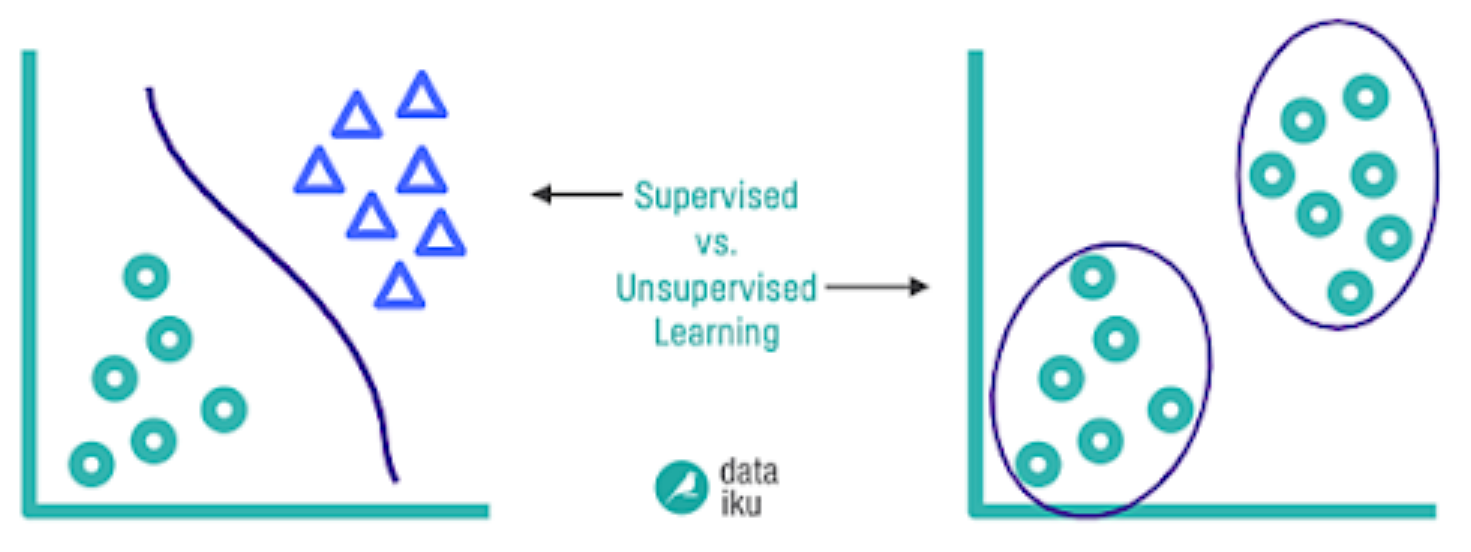 Supervised
vs.
Unsupervised
Learning
data
iku